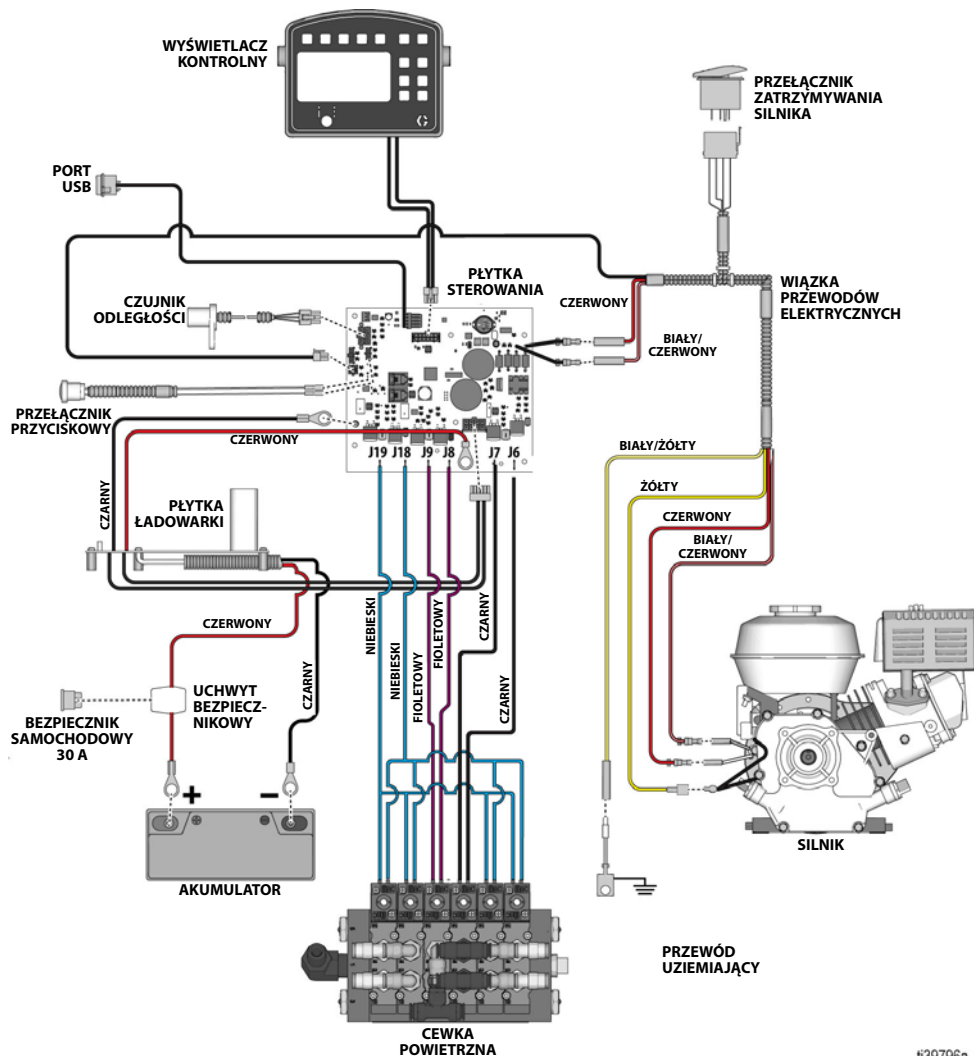 WYŚWIETLACZ
KONTROLNY
PRZEŁĄCZNIK
ZATRZYMYWANIA
SILNIKA
PORT
USB
CZUJNIK
ODLEGŁOŚCI
PŁYTKA
STEROWANIA
CZERWONY
WIĄZKA
PRZEWODÓW
ELEKTRYCZNYCH
BIAŁY/
CZERWONY
PRZEŁĄCZNIK
PRZYCISKOWY
CZERWONY
J19 J18 J9 J8 J7 J6
BIAŁY/ŻÓŁTY
ŻÓŁTY
CZERWONY
BIAŁY/
CZERWONY
CZARNY
PŁYTKA
ŁADOWARKI
CZERWONY
NIEBIESKI
NIEBIESKI
FIOLETOWY
FIOLETOWY
CZARNY
CZARNY
CZARNY
UCHWYT
BEZPIECZ-
NIKOWY
BEZPIECZNIK
SAMOCHODOWY
30 A
+ −
AKUMULATOR
SILNIK
PRZEWÓD
UZIEMIAJĄCY
CEWKA
POWIETRZNA